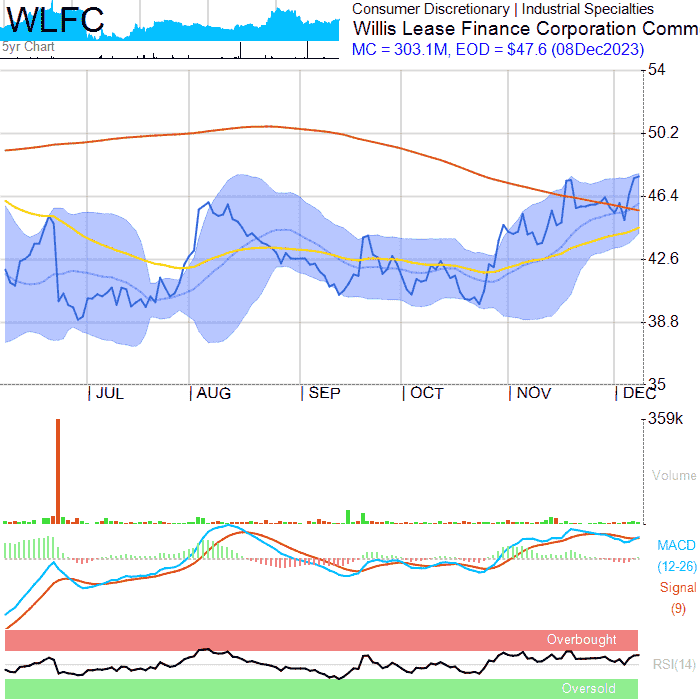 WLFC
5yr Chart
Consumer Discretionary | Industrial Specialties
Willis Lease Finance Corporation Comm
MC = 303.1M, EOD = $47.6 (08Dec2023)
54
50.2
46.4
42.6
38.8
35
JUL AUG SEP OCT NOV DEC
359k
Volume
MACD
(12-26)
Signal
(9)
Overbought
RSI(14)
Oversold